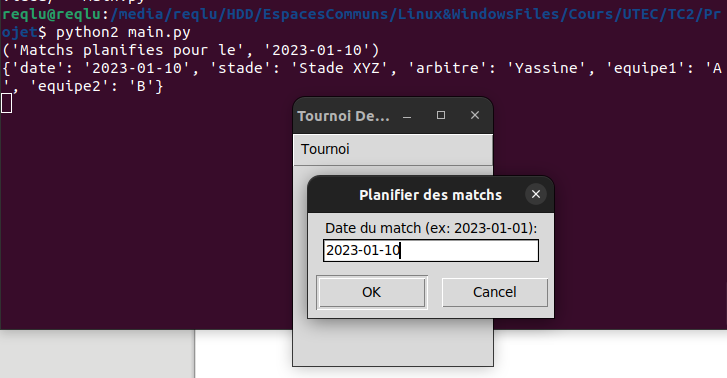 reqlu@reqlu:/media/reqlu/HDD/EspacesCommuns/Linux&WindowsFiles/Cours/UTEC/TC2/Pr
ojet$ python2 main.py
('Matchs planifies pour le', '2023-01-10')
{'date': '2023-01-10', 'stade': 'Stade XYZ', 'arbitre': 'Yassine', 'equipe1': 'A
', 'equipe2': 'B'}
Tournoi De...
Tournoi
Planifier des matchs
Date du match (ex: 2023-01-01):
2023-01-10
OK
Cancel